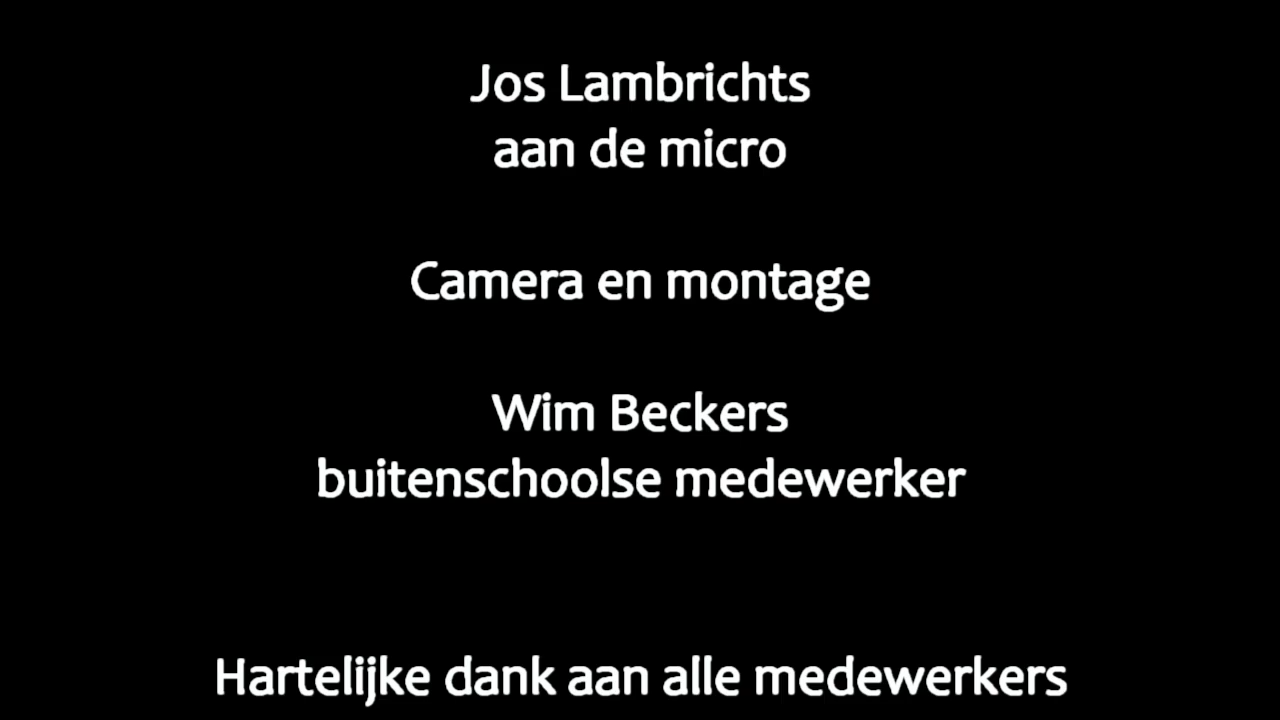 Jos Lambrichts
aan de micro
Camera en montage
Wim Beckers
buitenschoolse medewerker
Hartelijke dank aan alle medewerkers